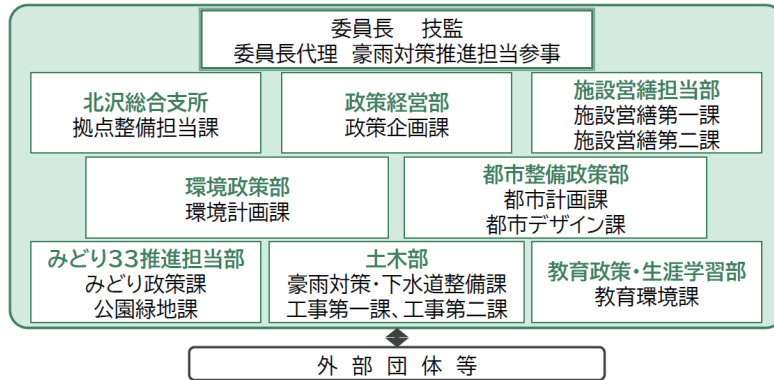 委員長　技監
委員長代理　豪雨対策推進担当参事
北沢総合支所
拠点整備担当課
政策経営部
政策企画課
施設営繕担当部
施設営繕第一課
施設営繕第二課
環境政策部
環境計画課
都市整備政策部
都市計画課
都市デザイン課
みどり33推進担当部
みどり政策課
公園緑地課
土木部
豪雨対策・下水道整備課
工事第一課、工事第二課
教育政策・生涯学習部
教育環境課
外部団体等